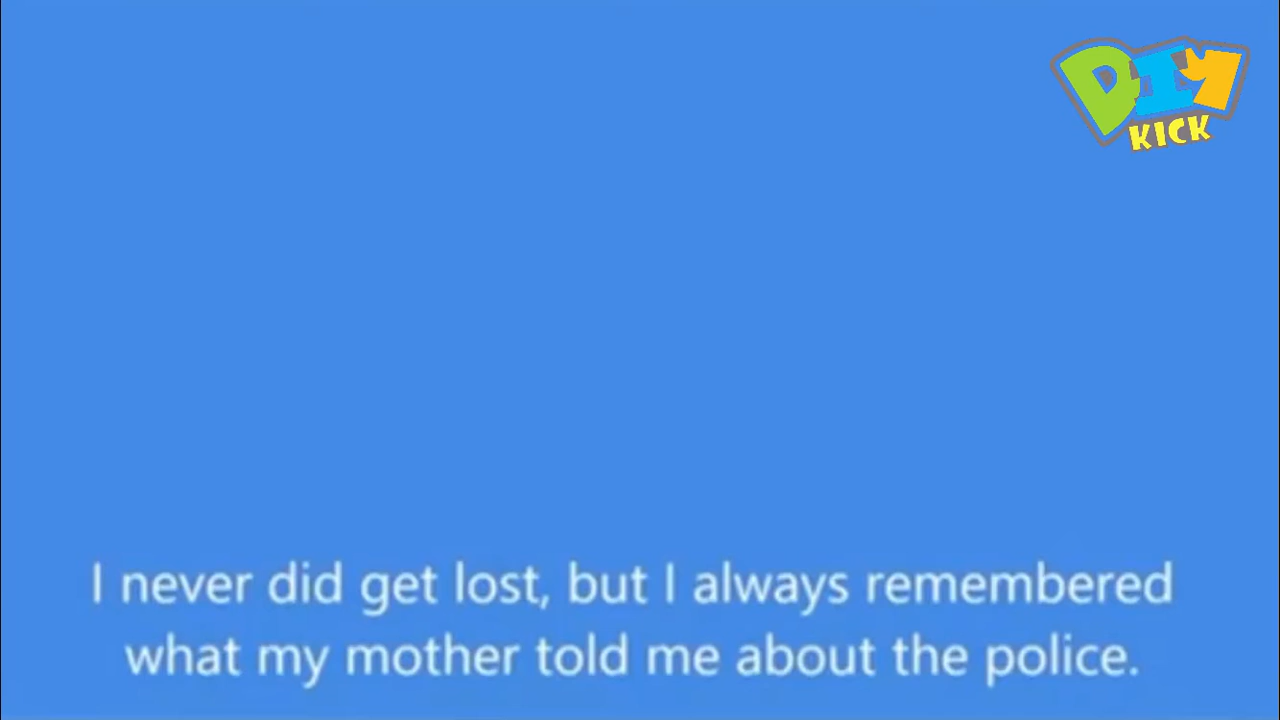 DIY
KICK
I never did get lost, but I always remembered
what my mother told me about the police.